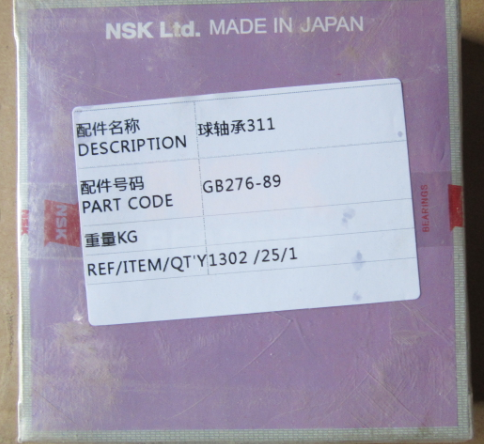 NSK Ltd. MADE IN JAPAN
配件名称 球轴承311
DESCRIPTION
配件号码 GB276-89
PART CODE
重量KG
REF/ITEM/QT'Y1302 /25/1
NSK
BEARINGS